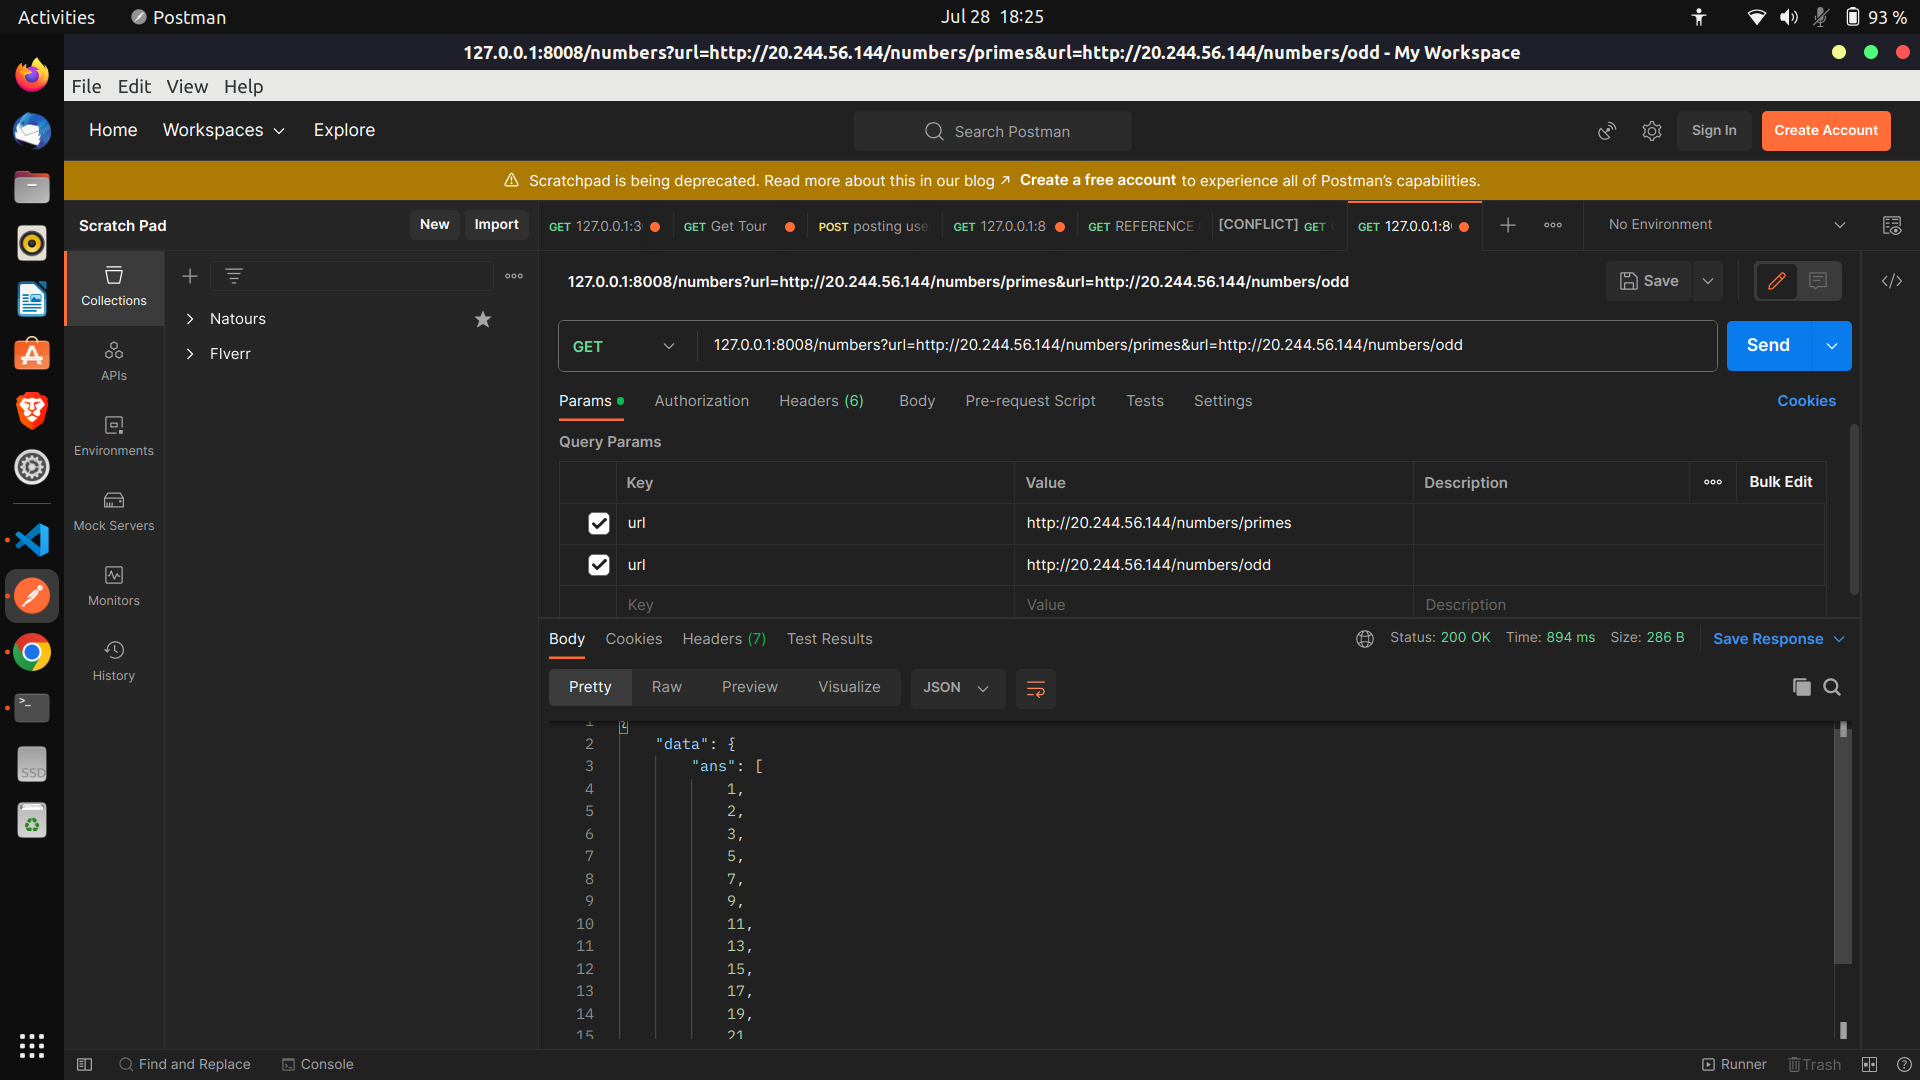 Activities
Postman
Jul 28 18:25
93 %
127.0.0.1:8008/numbers?url=http://20.244.56.144/numbers/primes&url=http://20.244.56.144/numbers/odd - My Workspace
File Edit View Help
Home Workspaces Explore
Search Postman
Sign In
Create Account
Scratchpad is being deprecated. Read more about this in our blog ↗ Create a free account to experience all of Postman's capabilities.
Scratch Pad
New
Import
GET 127.0.0.1:3
GET Get Tour
POST posting use
GET 127.0.0.1:8
GET REFERENCE
[CONFLICT] GET
GET 127.0.0.1:8
No Environment
Collections
APIs
Environments
Mock Servers
Monitors
History
Natours
FIverr
127.0.0.1:8008/numbers?url=http://20.244.56.144/numbers/primes&url=http://20.244.56.144/numbers/odd
Save
GET
127.0.0.1:8008/numbers?url=http://20.244.56.144/numbers/primes&url=http://20.244.56.144/numbers/odd
Send
Params Authorization Headers (6) Body Pre-request Script Tests Settings
Cookies
Query Params
Key Value Description
Bulk Edit
url http://20.244.56.144/numbers/primes
url http://20.244.56.144/numbers/odd
Key Value Description
Body Cookies Headers (7) Test Results
Status: 200 OK Time: 894 ms Size: 286 B
Save Response
Pretty Raw Preview Visualize
JSON
1 {
2 "data": {
3 "ans": [
4 1,
5 2,
6 3,
7 5,
8 7,
9 9,
10 11,
11 13,
12 15,
13 17,
14 19,
15 21
SSD
Find and Replace
Console
Runner
Trash